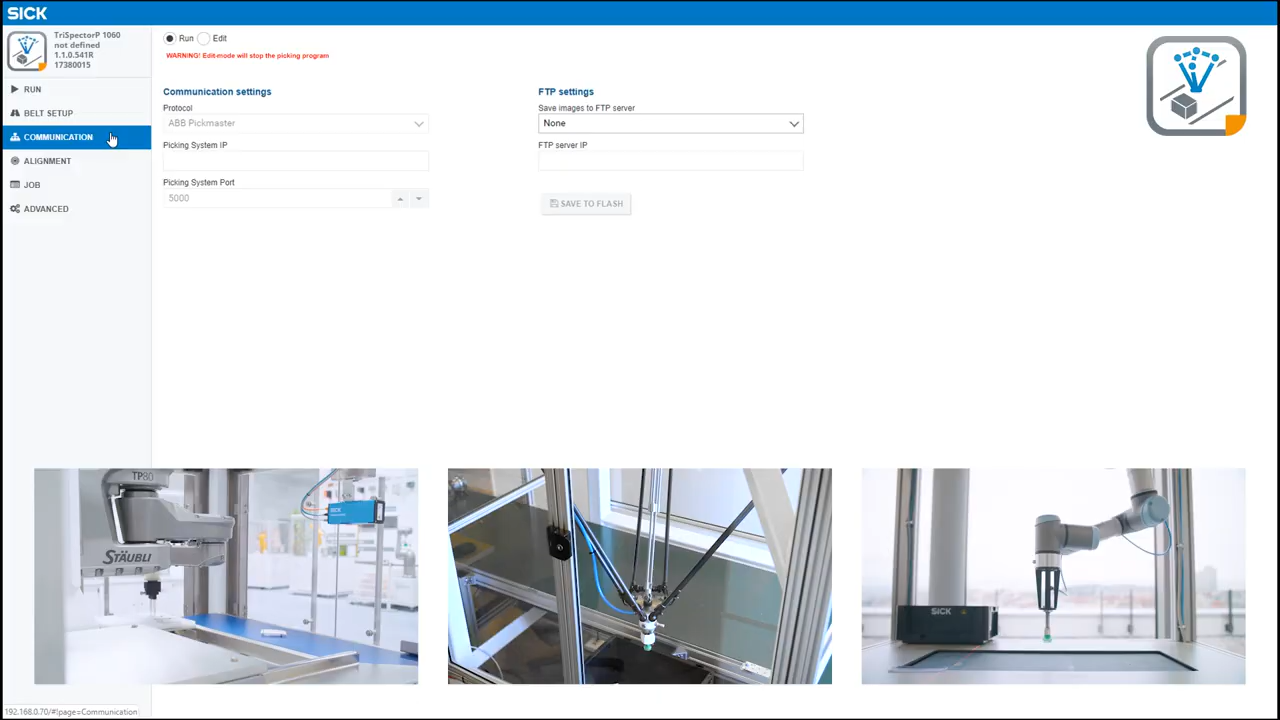 SICK
TriSpectorP 1060
not defined
1.1.0.541R
17380015
RUN
BELT SETUP
COMMUNICATION
ALIGNMENT
JOB
ADVANCED
Run Edit
WARNING! Edit-mode will stop the picking program
Communication settings
Protocol
ABB Pickmaster
Picking System IP
Picking System Port
5000
FTP settings
Save images to FTP server
None
FTP server IP
SAVE TO FLASH
TP80
STÄUBLI
SICK
SICK
192.168.0.70/#!page=Communication